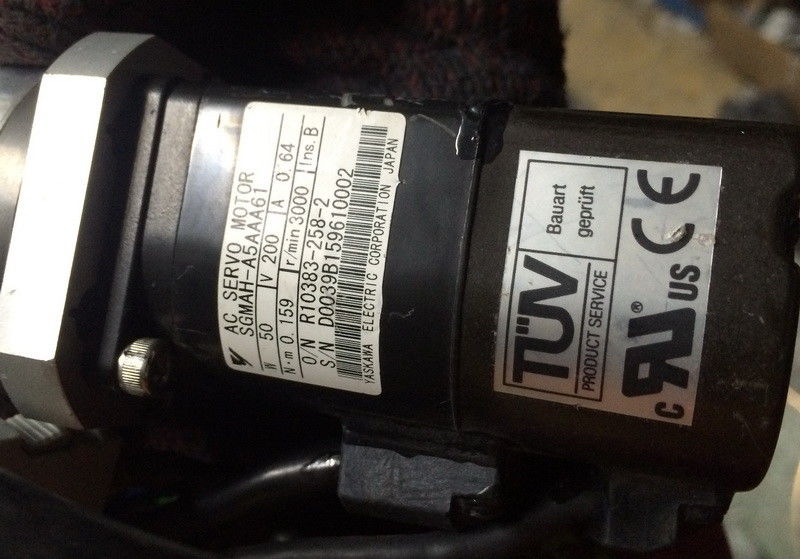 AC SERVO MOTOR
SGMAH-A5AAA61
W 50 V 200 A 0.64
N·m 0.159 r/min 3000 Ins. B
O/N R10383-258-2
S/N D0039B159610002
YASKAWA ELECTRIC CORPORATION JAPAN
TÜV
PRODUCT SERVICE
Bauart
geprüft
C RU ® US
CE